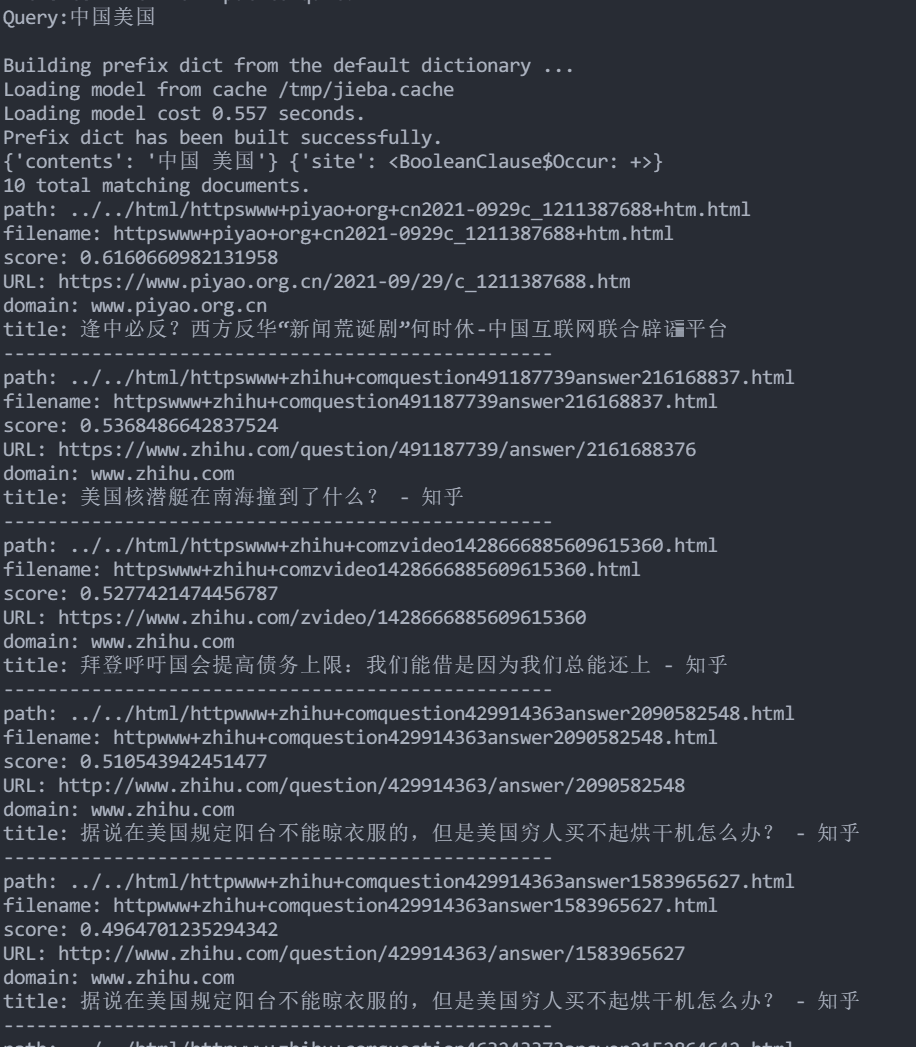 Query:中国美国
Building prefix dict from the default dictionary ...
Loading model from cache /tmp/jieba.cache
Loading model cost 0.557 seconds.
Prefix dict has been built successfully.
{'contents': '中国 美国'} {'site': <BooleanClause$Occur: +>}
10 total matching documents.
path: ../../html/httpswww+piyao+org+cn2021-0929c_1211387688+htm.html
filename: httpswww+piyao+org+cn2021-0929c_1211387688+htm.html
score: 0.6160660982131958
URL: https://www.piyao.org.cn/2021-09/29/c_1211387688.htm
domain: www.piyao.org.cn
title: 逢中必反？西方反华“新闻荒诞剧”何时休-中国互联网联合辟谣平台
--------------------------------------------------
path: ../../html/httpswww+zhihu+comquestion491187739answer216168837.html
filename: httpswww+zhihu+comquestion491187739answer216168837.html
score: 0.5368486642837524
URL: https://www.zhihu.com/question/491187739/answer/2161688376
domain: www.zhihu.com
title: 美国核潜艇在南海撞到了什么？ - 知乎
--------------------------------------------------
path: ../../html/httpswww+zhihu+comzvideo1428666885609615360.html
filename: httpswww+zhihu+comzvideo1428666885609615360.html
score: 0.5277421474456787
URL: https://www.zhihu.com/zvideo/1428666885609615360
domain: www.zhihu.com
title: 拜登呼吁国会提高债务上限：我们能借是因为我们总能还上 - 知乎
--------------------------------------------------
path: ../../html/httpwww+zhihu+comquestion429914363answer2090582548.html
filename: httpwww+zhihu+comquestion429914363answer2090582548.html
score: 0.510543942451477
URL: http://www.zhihu.com/question/429914363/answer/2090582548
domain: www.zhihu.com
title: 据说在美国规定阳台不能晾衣服的，但是美国穷人买不起烘干机怎么办？ - 知乎
--------------------------------------------------
path: ../../html/httpwww+zhihu+comquestion429914363answer1583965627.html
filename: httpwww+zhihu+comquestion429914363answer1583965627.html
score: 0.4964701235294342
URL: http://www.zhihu.com/question/429914363/answer/1583965627
domain: www.zhihu.com
title: 据说在美国规定阳台不能晾衣服的，但是美国穷人买不起烘干机怎么办？ - 知乎
--------------------------------------------------